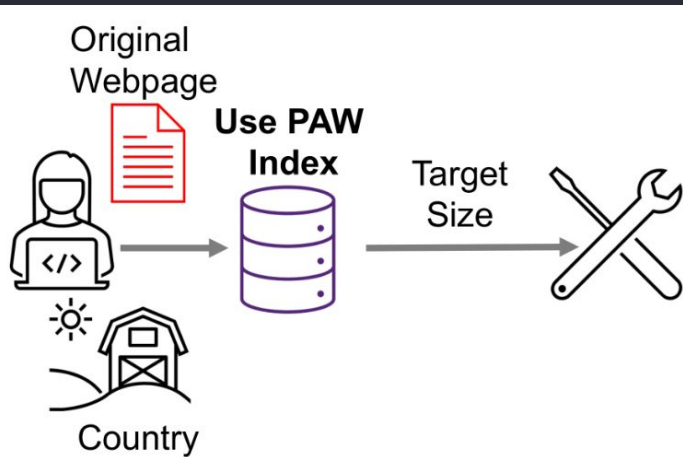 Original
Webpage
Use PAW
Index
Target
Size
</>
Country